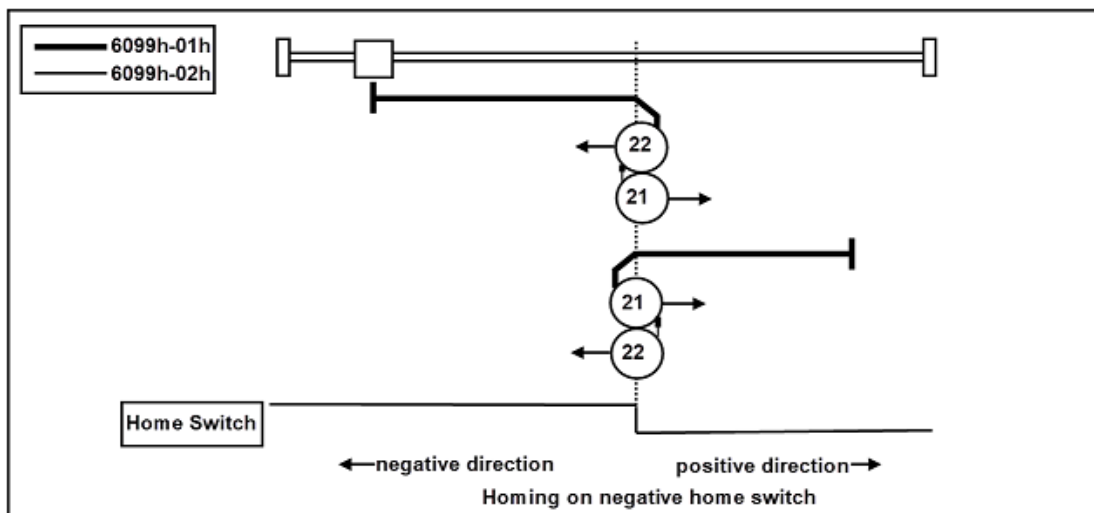 6099h-01h
6099h-02h
22
21
21
22
Home Switch
negative direction
positive direction
Homing on negative home switch